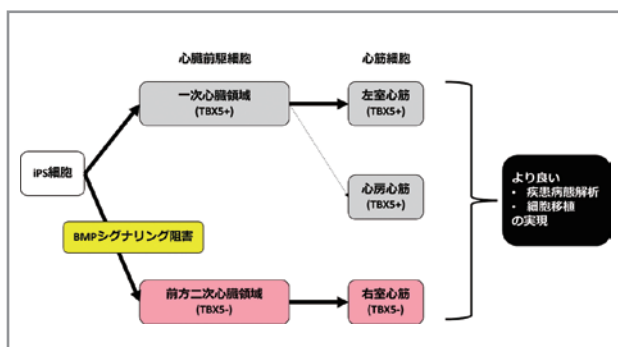 心臓前駆細胞
心筋細胞
一次心臓領域
(TBX5+)
左室心筋
(TBX5+)
iPS細胞
心房心筋
(TBX5+)
BMPシグナリング阻害
前方二次心臓領域
(TBX5-)
右室心筋
(TBX5-)
より良い
・ 疾患病態解析
・ 細胞移植
の実現